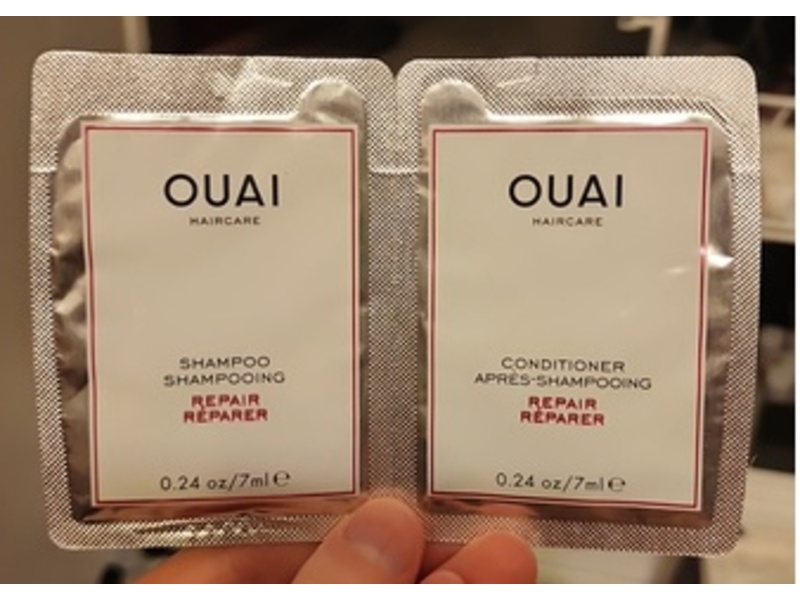 OUAI
HAIRCARE
SHAMPOO
SHAMPOOING
REPAIR
RÉPARER
0.24 oz/7ml ℮
OUAI
HAIRCARE
CONDITIONER
APRÈS-SHAMPOOING
REPAIR
RÉPARER
0.24 oz/7ml ℮